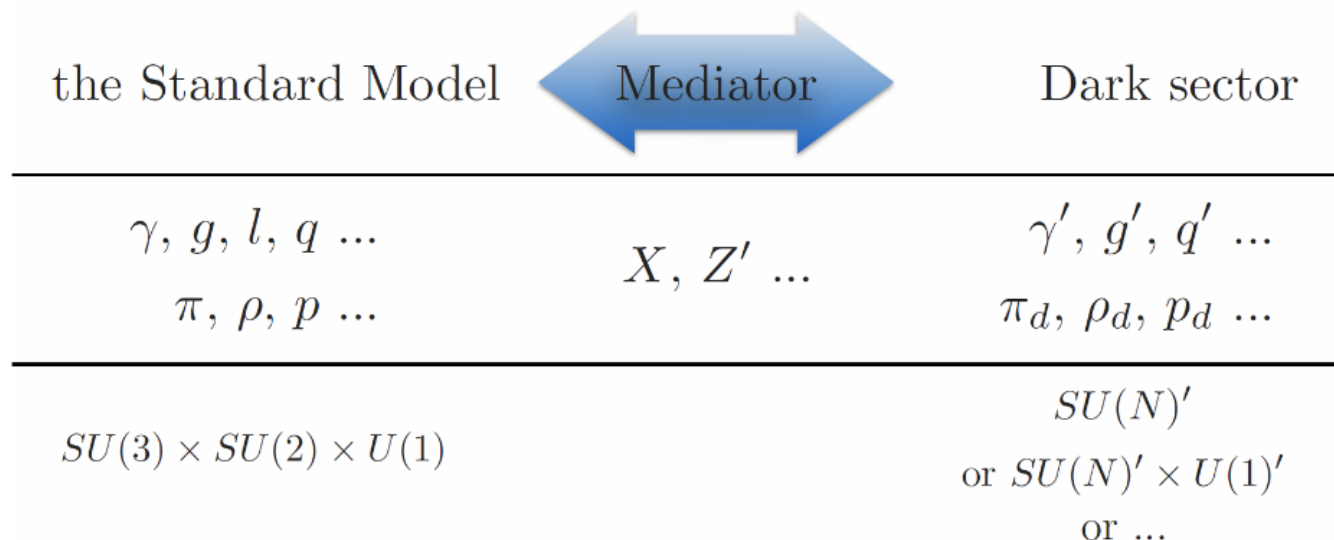 the Standard Model Mediator Dark sector
γ, g, l, q ... X, Z′ ... γ′, g′, q′ ...
π, ρ, p ... π_d, ρ_d, p_d ...
SU(3) × SU(2) × U(1) SU(N)′
or SU(N)′ × U(1)′
or ...